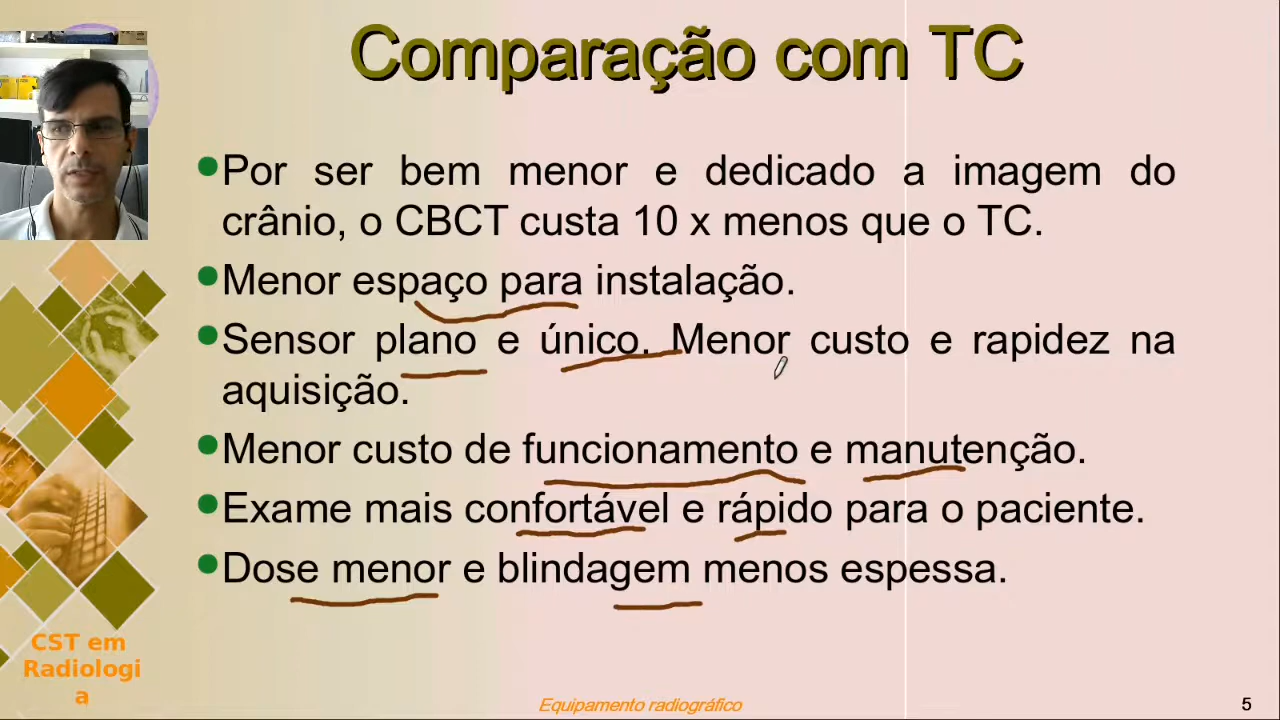 Comparação com TC
Por ser bem menor e dedicado a imagem do
crânio, o CBCT custa 10 x menos que o TC.
Menor espaço para instalação.
Sensor plano e único. Menor custo e rapidez na
aquisição.
Menor custo de funcionamento e manutenção.
Exame mais confortável e rápido para o paciente.
Dose menor e blindagem menos espessa.
CST em
Radiologi
a
Equipamento radiográfico
5